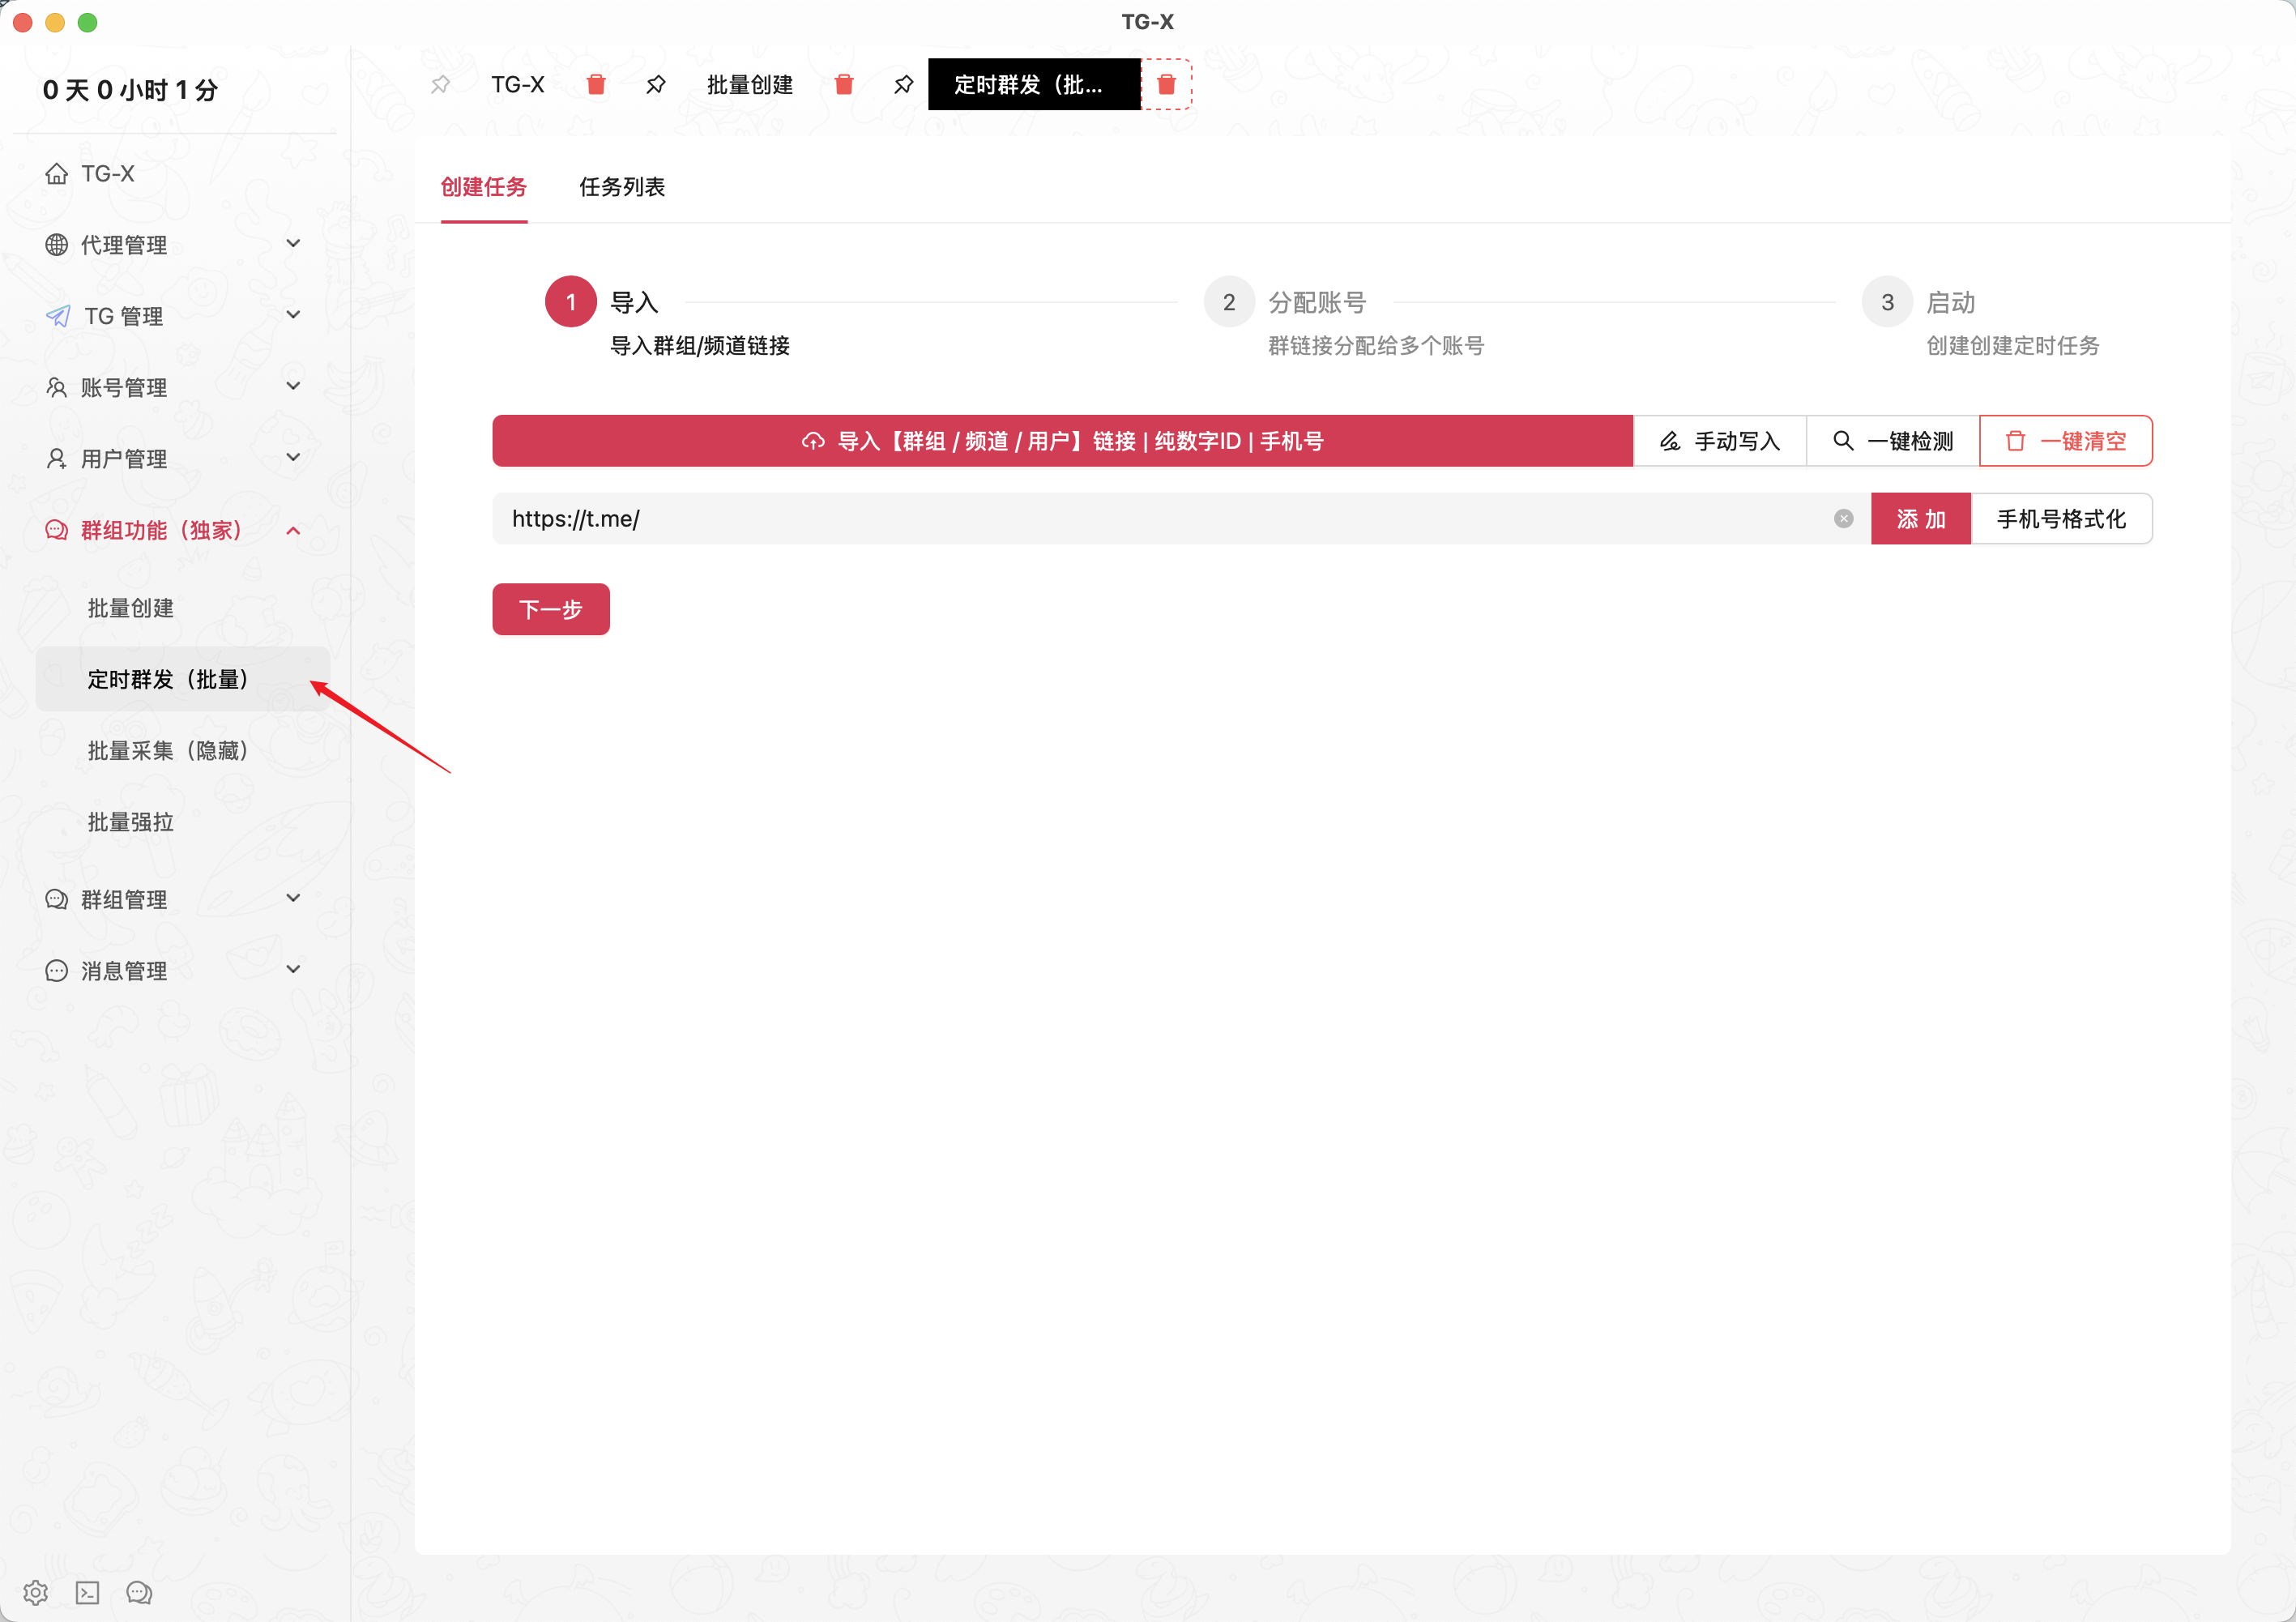 TG-X
0 天 0 小时 1 分
TG-X
代理管理
TG 管理
账号管理
用户管理
群组功能（独家）
批量创建
定时群发（批量）
批量采集（隐藏）
批量强拉
群组管理
消息管理
TG-X
批量创建
定时群发（批...
创建任务
任务列表
1
导入
导入群组/频道链接
2
分配账号
群链接分配给多个账号
3
启动
创建创建定时任务
导入【群组 / 频道 / 用户】链接 | 纯数字ID | 手机号
手动写入
一键检测
一键清空
https://t.me/
添 加
手机号格式化
下一步